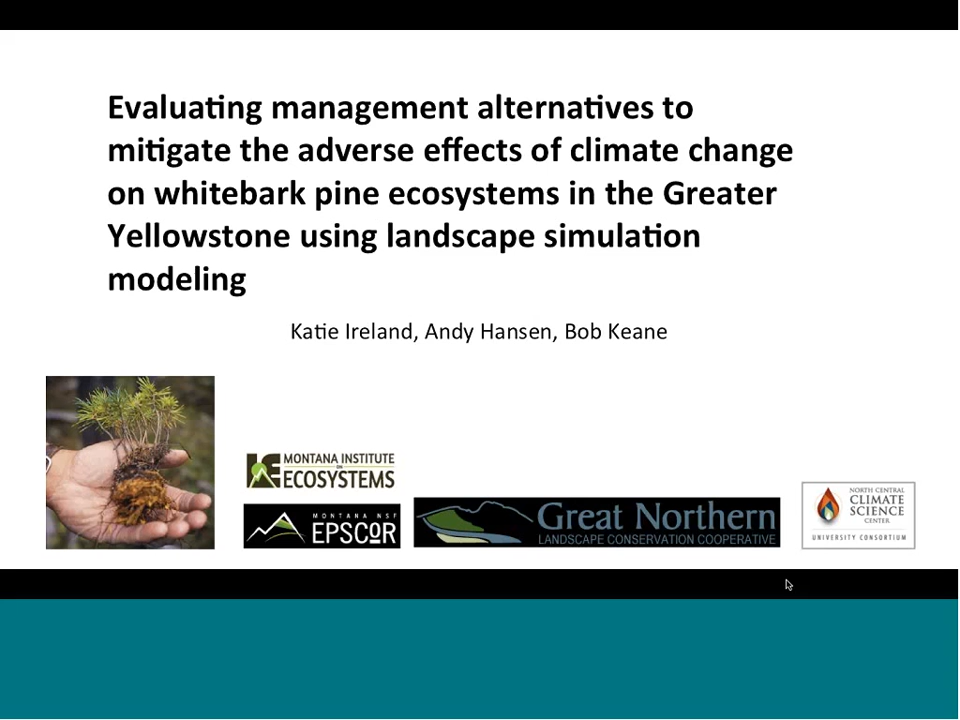 Evaluating management alternatives to
mitigate the adverse effects of climate change
on whitebark pine ecosystems in the Greater
Yellowstone using landscape simulation
modeling
Katie Ireland, Andy Hansen, Bob Keane
MONTANA INSTITUTE
ON
ECOSYSTEMS
MONTANA NSF
EPSCoR
Great Northern
LANDSCAPE CONSERVATION COOPERATIVE
NORTH CENTRAL
CLIMATE
SCIENCE
CENTER
UNIVERSITY CONSORTIUM